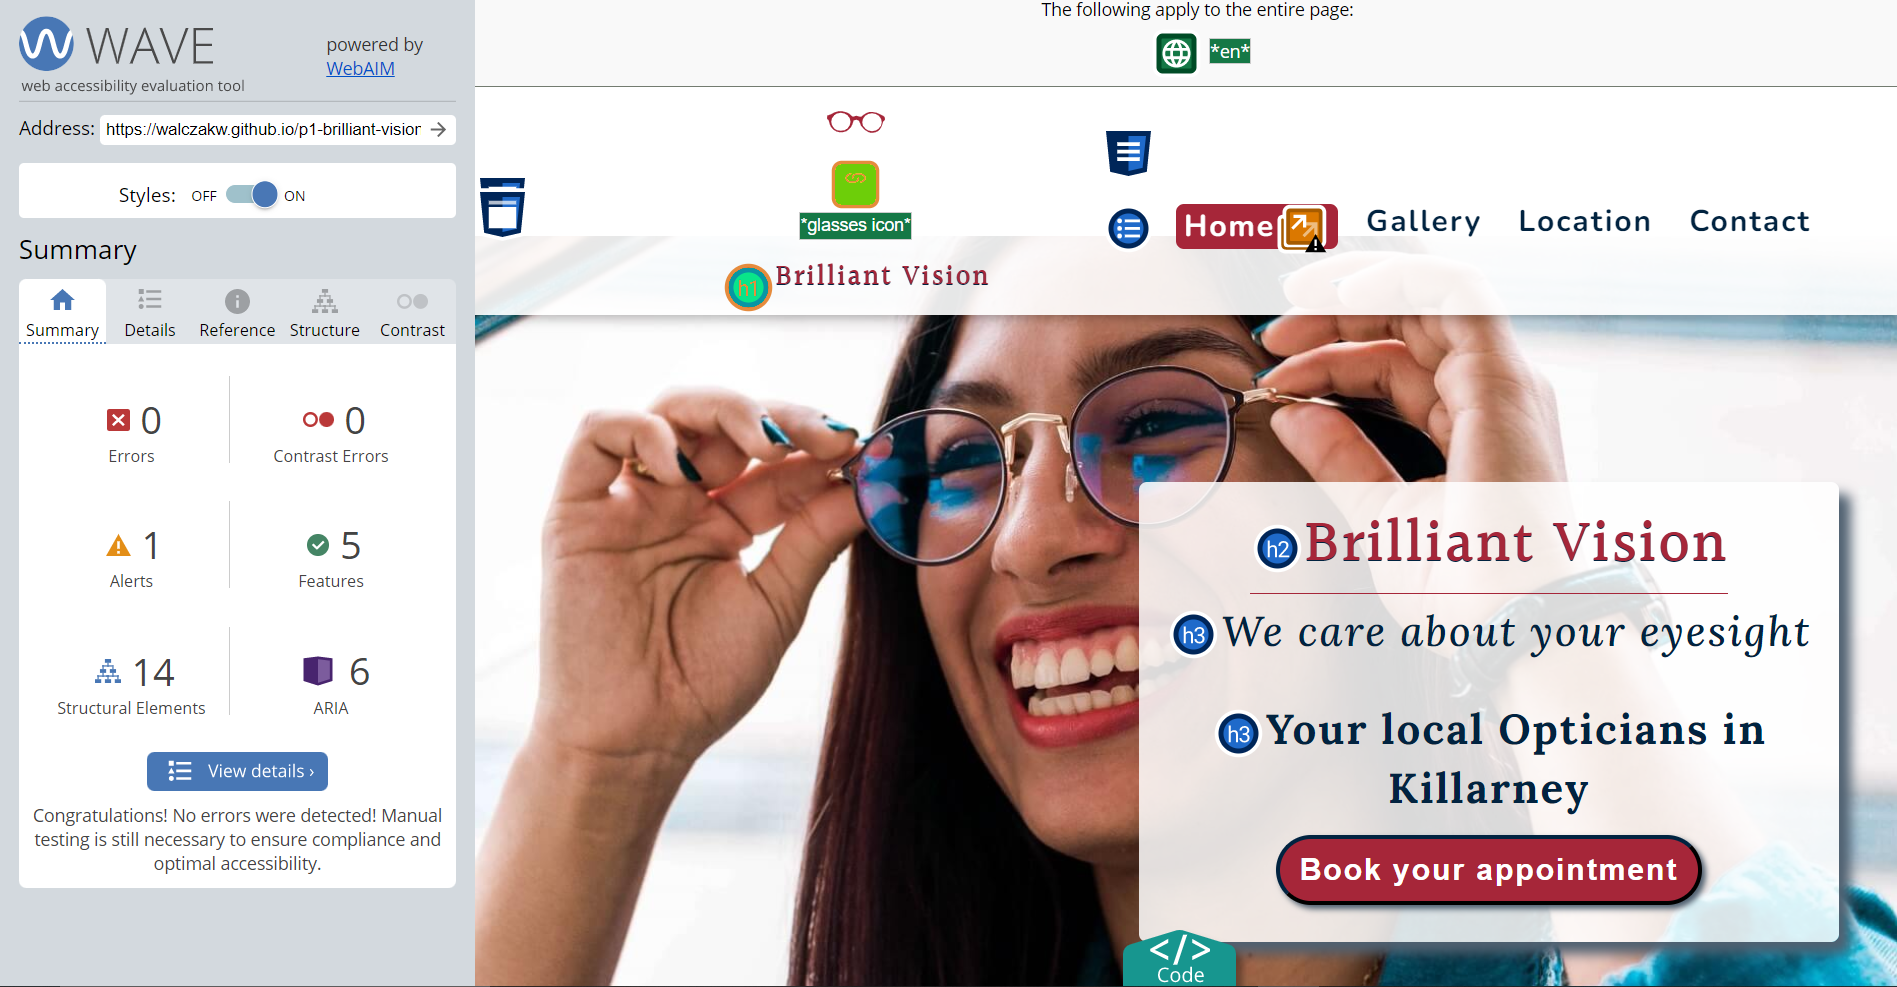 WAVE
powered by
WebAIM
web accessibility evaluation tool
Address: https://walczakw.github.io/p1-brilliant-vision
Styles: OFF ON
Summary
Summary Details Reference Structure Contrast
0 0
Errors Contrast Errors
1 5
Alerts Features
14 6
Structural Elements ARIA
View details ›
Congratulations! No errors were detected! Manual
testing is still necessary to ensure compliance and
optimal accessibility.
The following apply to the entire page:
*en*
*glasses icon*
Home Gallery Location Contact
h1 Brilliant Vision
h2 Brilliant Vision
h3 We care about your eyesight
h3 Your local Opticians in
Killarney
Book your appointment
</>
Code